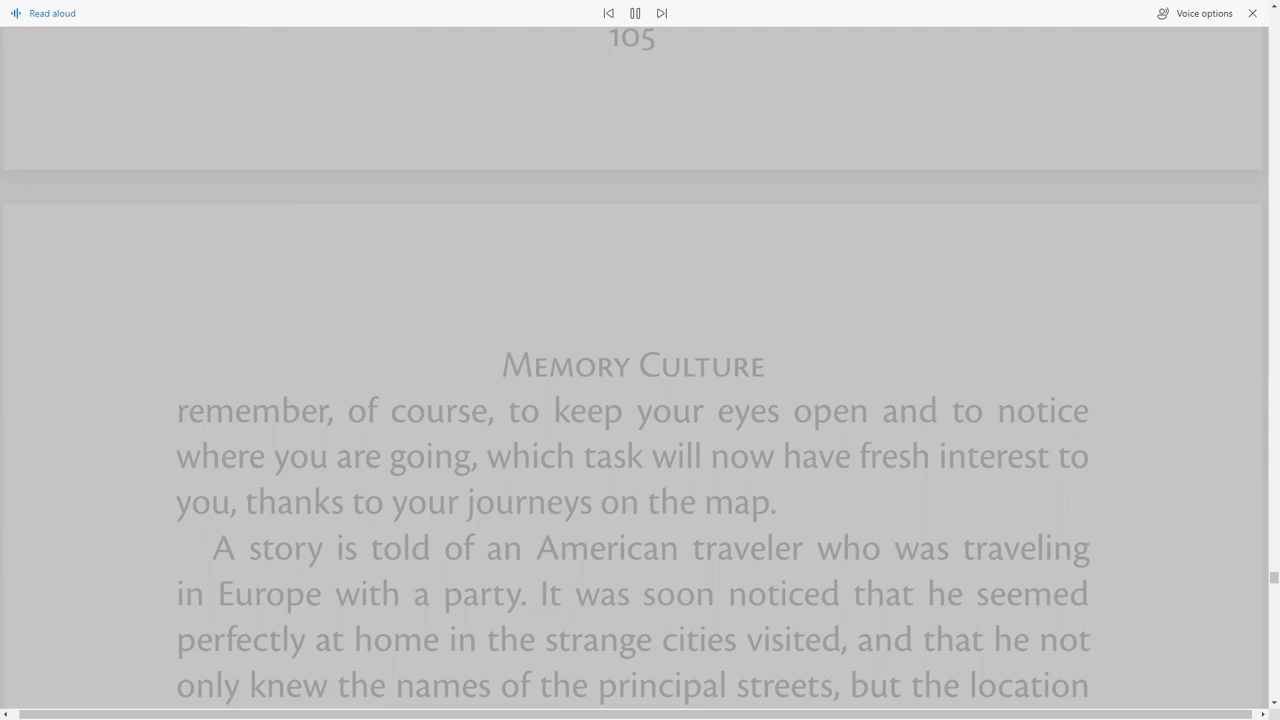 Read aloud
Voice options
105
Memory Culture
remember, of course, to keep your eyes open and to notice
where you are going, which task will now have fresh interest to
you, thanks to your journeys on the map.
A story is told of an American traveler who was traveling
in Europe with a party. It was soon noticed that he seemed
perfectly at home in the strange cities visited, and that he not
only knew the names of the principal streets, but the location